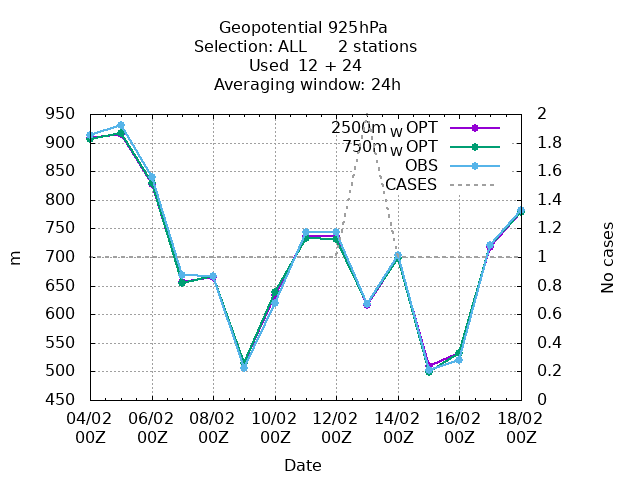 Geopotential 925hPa
Selection: ALL 2 stations
Used 12 + 24
Averaging window: 24h
950 2
900 1.8
850 1.6
800 1.4
750 1.2
700 1
650 0.8
600 0.6
550 0.4
500 0.2
450 0
2500m W OPT
750m W OPT
OBS
CASES
m
No cases
04/02 06/02 08/02 10/02 12/02 14/02 16/02 18/02
00Z 00Z 00Z 00Z 00Z 00Z 00Z 00Z
Date